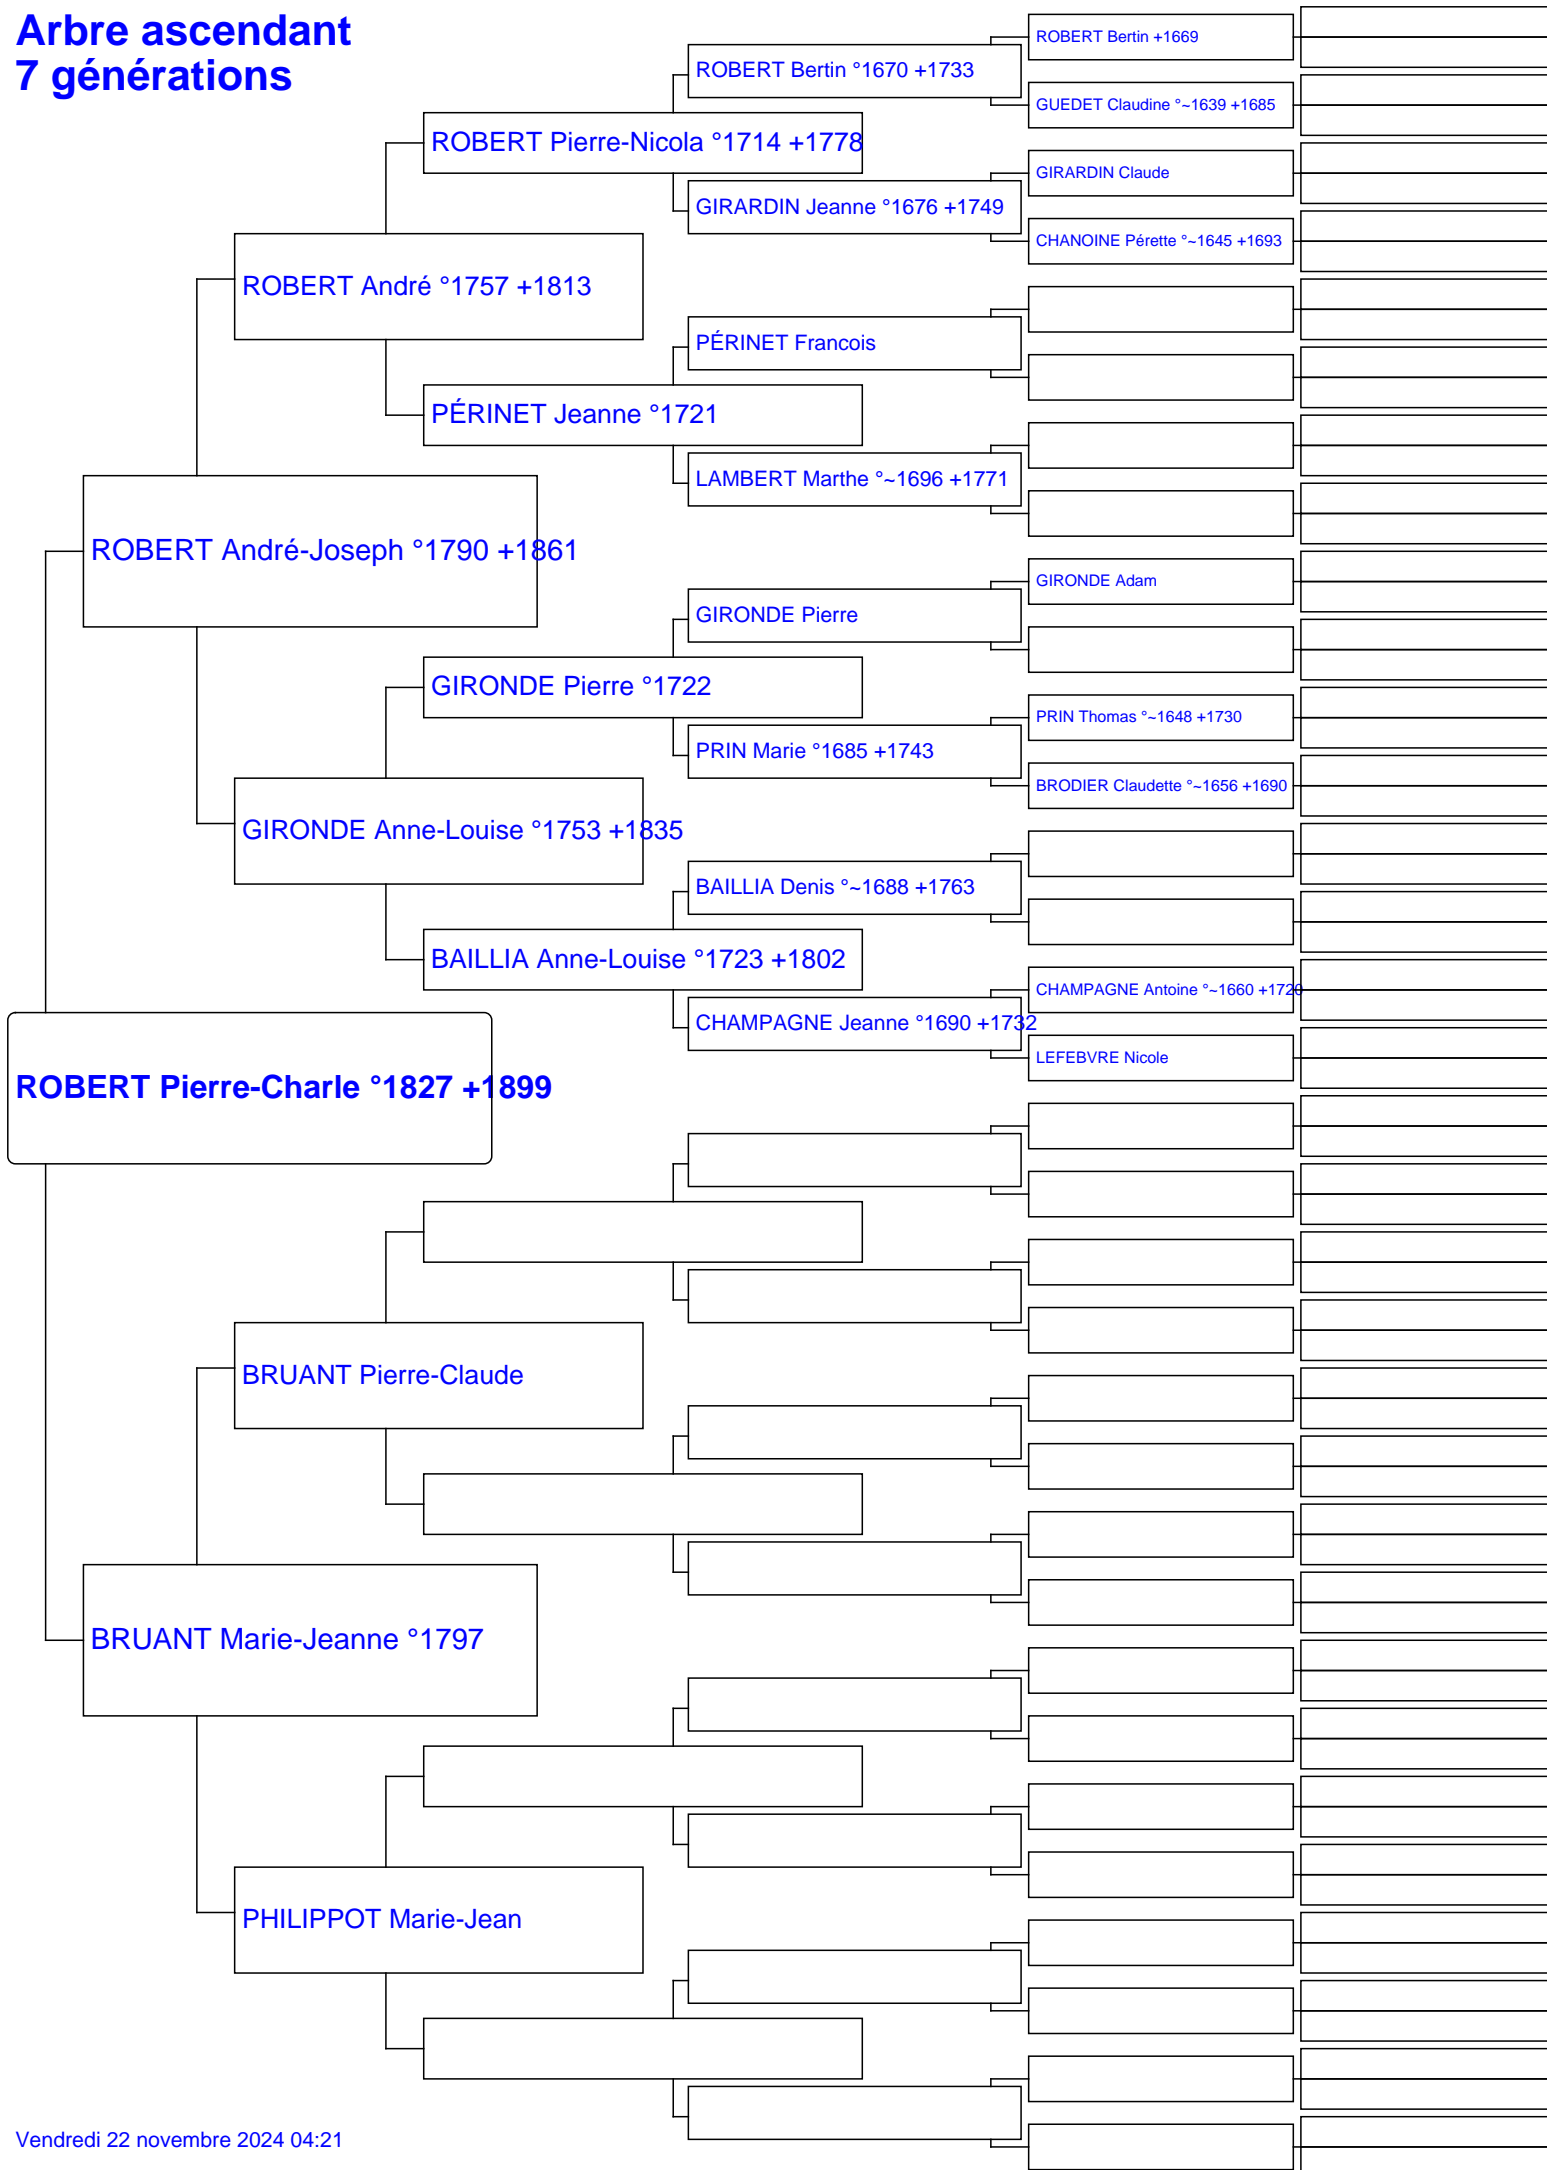 Arbre ascendant
7 générations
ROBERT Bertin +1669
ROBERT Bertin °1670 +1733
GUEDET Claudine °~1639 +1685
ROBERT Pierre-Nicola °1714 +1778
GIRARDIN Claude
GIRARDIN Jeanne °1676 +1749
CHANOINE Pérette °~1645 +1693
ROBERT André °1757 +1813
PÉRINET Francois
PÉRINET Jeanne °1721
LAMBERT Marthe °~1696 +1771
ROBERT André-Joseph °1790 +1861
GIRONDE Adam
GIRONDE Pierre
GIRONDE Pierre °1722
PRIN Thomas °~1648 +1730
PRIN Marie °1685 +1743
BRODIER Claudette °~1656 +1690
GIRONDE Anne-Louise °1753 +1835
BAILLIA Denis °~1688 +1763
BAILLIA Anne-Louise °1723 +1802
CHAMPAGNE Antoine °~1660 +1720
CHAMPAGNE Jeanne °1690 +1732
LEFEBVRE Nicole
ROBERT Pierre-Charle °1827 +1899
BRUANT Pierre-Claude
BRUANT Marie-Jeanne °1797
PHILIPPOT Marie-Jean
Vendredi 22 novembre 2024 04:21